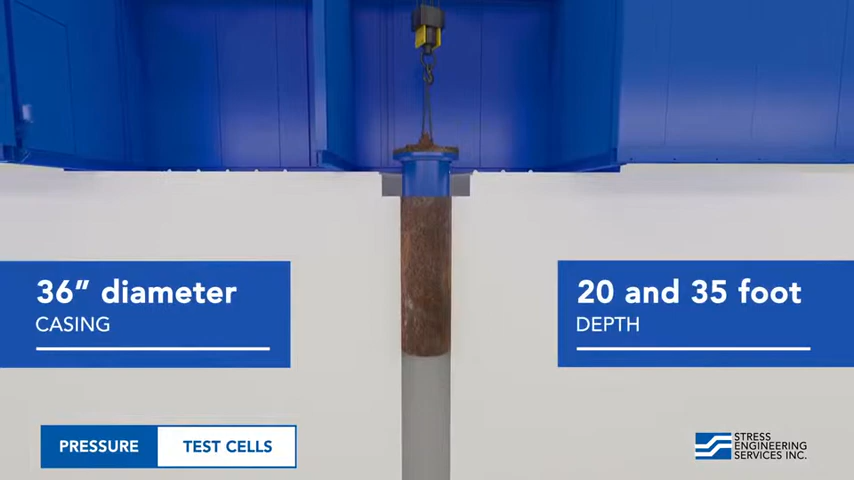 36” diameter
CASING
20 and 35 foot
DEPTH
PRESSURE TEST CELLS
STRESS
ENGINEERING
SERVICES INC.